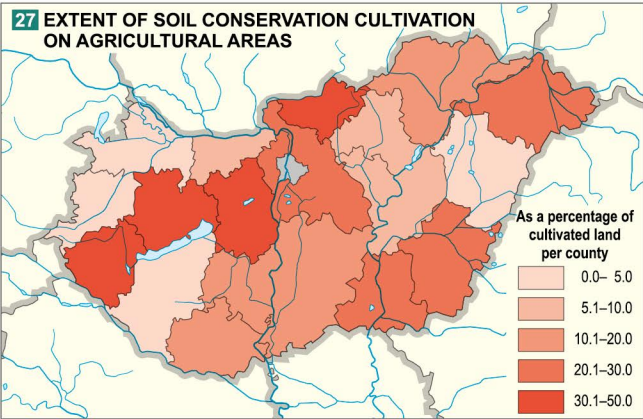 27 EXTENT OF SOIL CONSERVATION CULTIVATION
ON AGRICULTURAL AREAS
As a percentage of
cultivated land
per county
0.0– 5.0
5.1–10.0
10.1–20.0
20.1–30.0
30.1–50.0